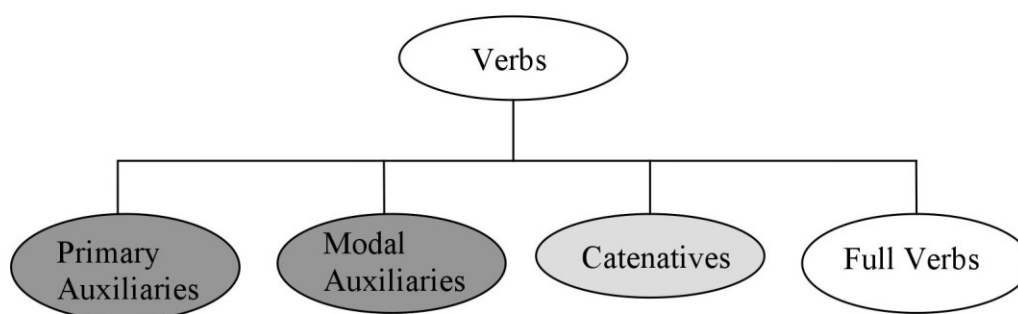 Verbs
Primary
Auxiliaries
Modal
Auxiliaries
Catenatives
Full Verbs